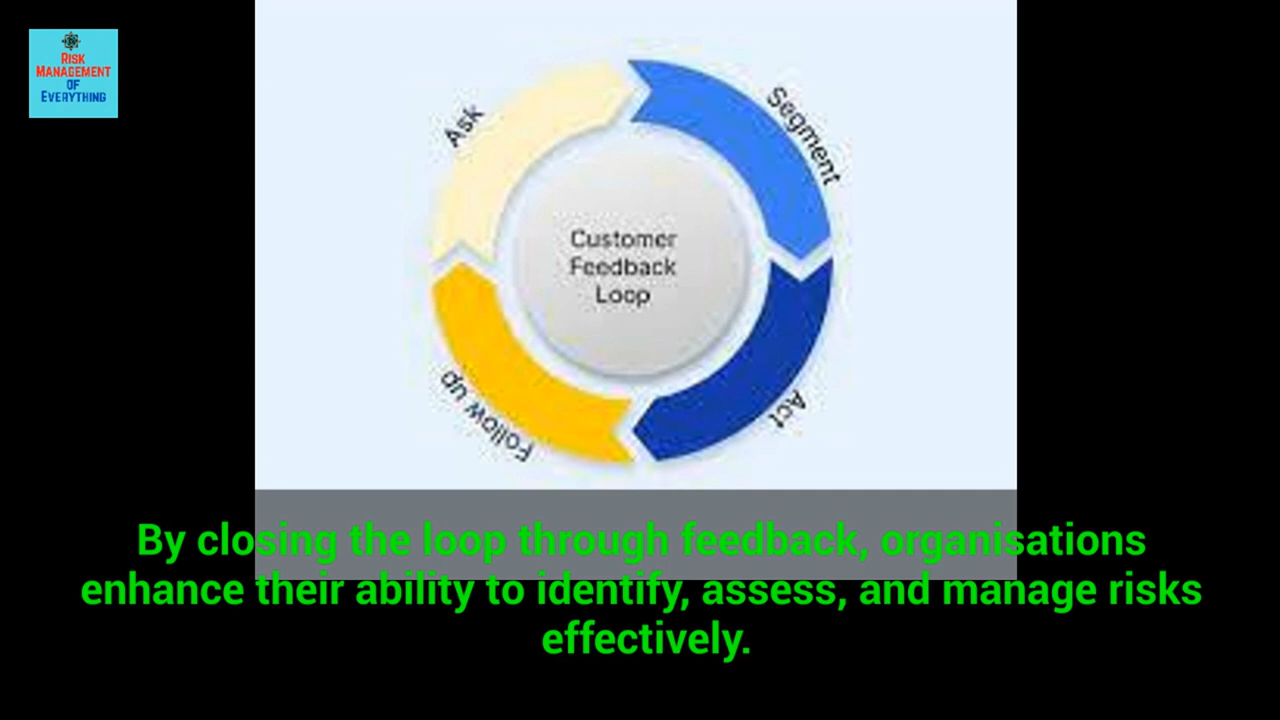 Risk
Management
of
Everything
Ask
Segment
Customer
Feedback
Loop
Follow up
Act
By closing the loop through feedback, organisations
enhance their ability to identify, assess, and manage risks
effectively.